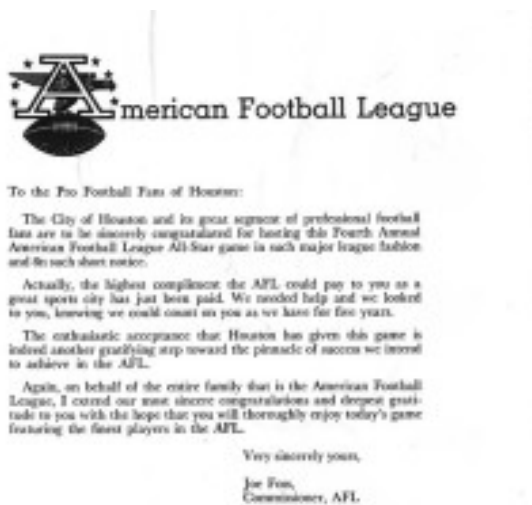 American Football League
To the Pro Football Fans of Houston:
The City of Houston and its great segment of professional football
fans are to be sincerely congratulated for hosting this Fourth Annual
American Football League All-Star game in such major league fashion
and on such short notice.
Actually, the highest compliment the AFL could pay to you as a
great sports city has just been paid. We needed help and we looked
to you, knowing we could count on you as we have for five years.
The enthusiastic acceptance that Houston has given this game is
indeed another gratifying step toward the pinnacle of success we intend
to achieve in the AFL.
Again, on behalf of the entire family that is the American Football
League, I extend our most sincere congratulations and deepest grati-
tude to you with the hope that you will thoroughly enjoy today's game
featuring the finest players in the AFL.
Very sincerely yours,
Joe Foss,
Commissioner, AFL